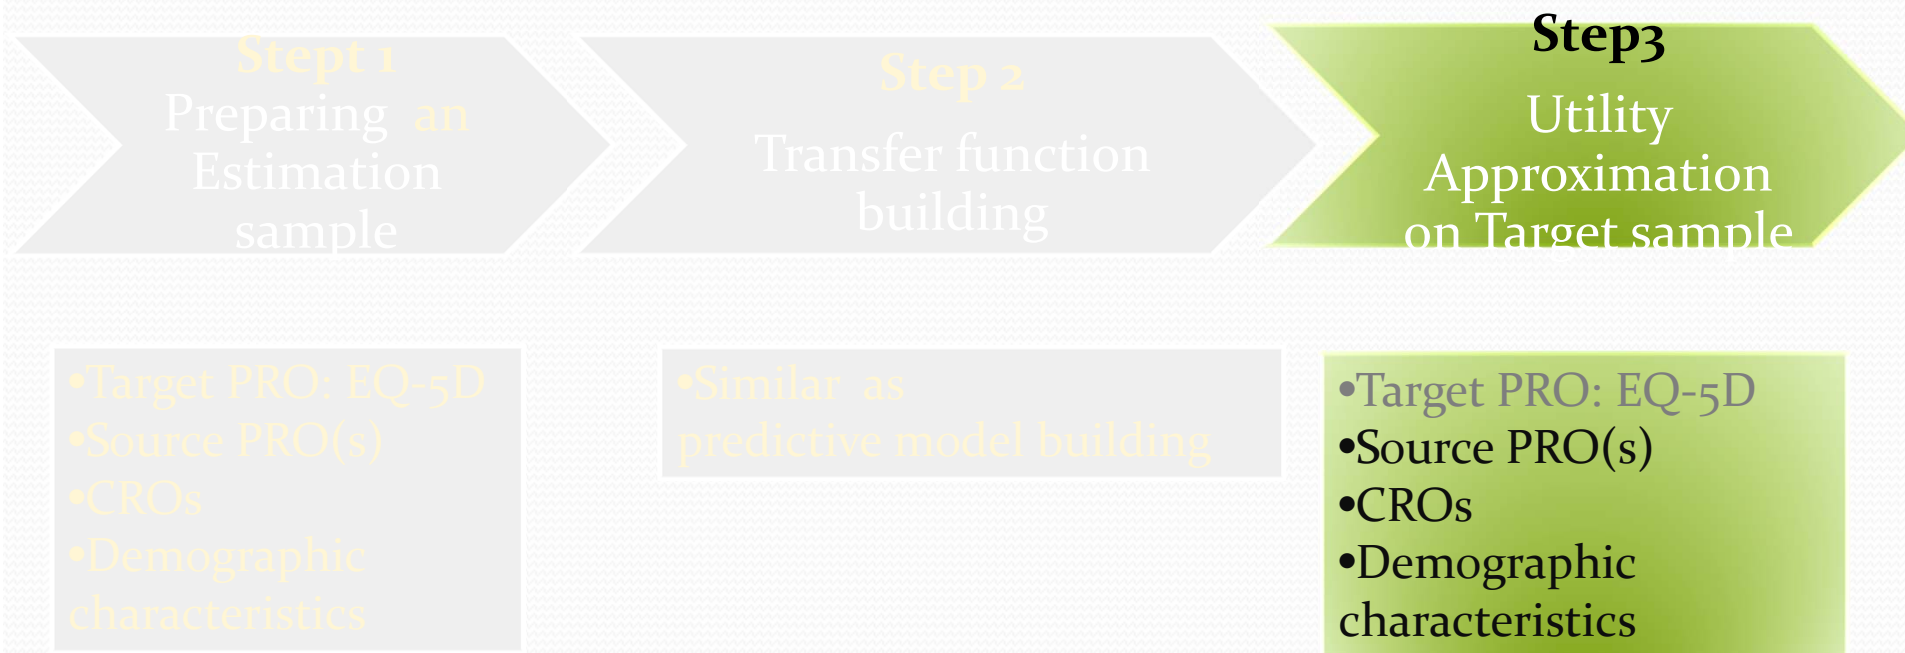 Stept 1
Preparing an
Estimation
sample
Step 2
Transfer function
building
Step3
Utility
Approximation
on Target sample
•Target PRO: EQ-5D
•Source PRO(s)
•CROs
•Demographic
characteristics
•Similar as
predictive model building
•Target PRO: EQ-5D
•Source PRO(s)
•CROs
•Demographic
characteristics